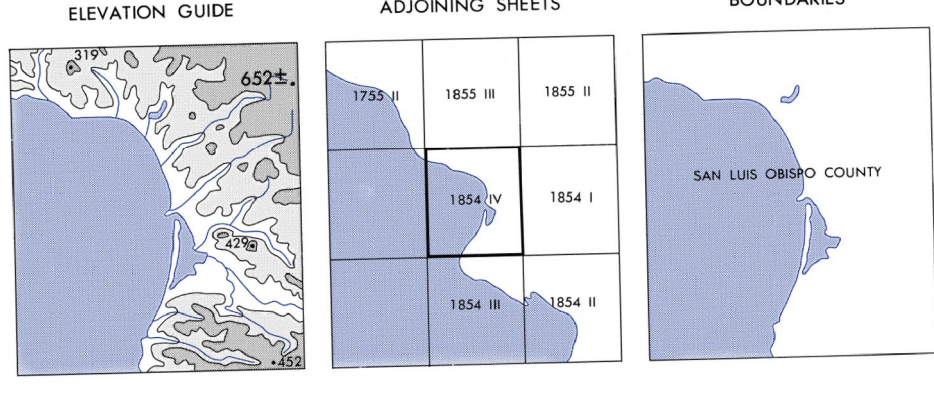 ELEVATION GUIDE
319
652±.
429
•452
ADJOINING SHEETS
1755 II
1855 III
1855 II
1854 IV
1854 I
1854 III
1854 II
BOUNDARIES
SAN LUIS OBISPO COUNTY